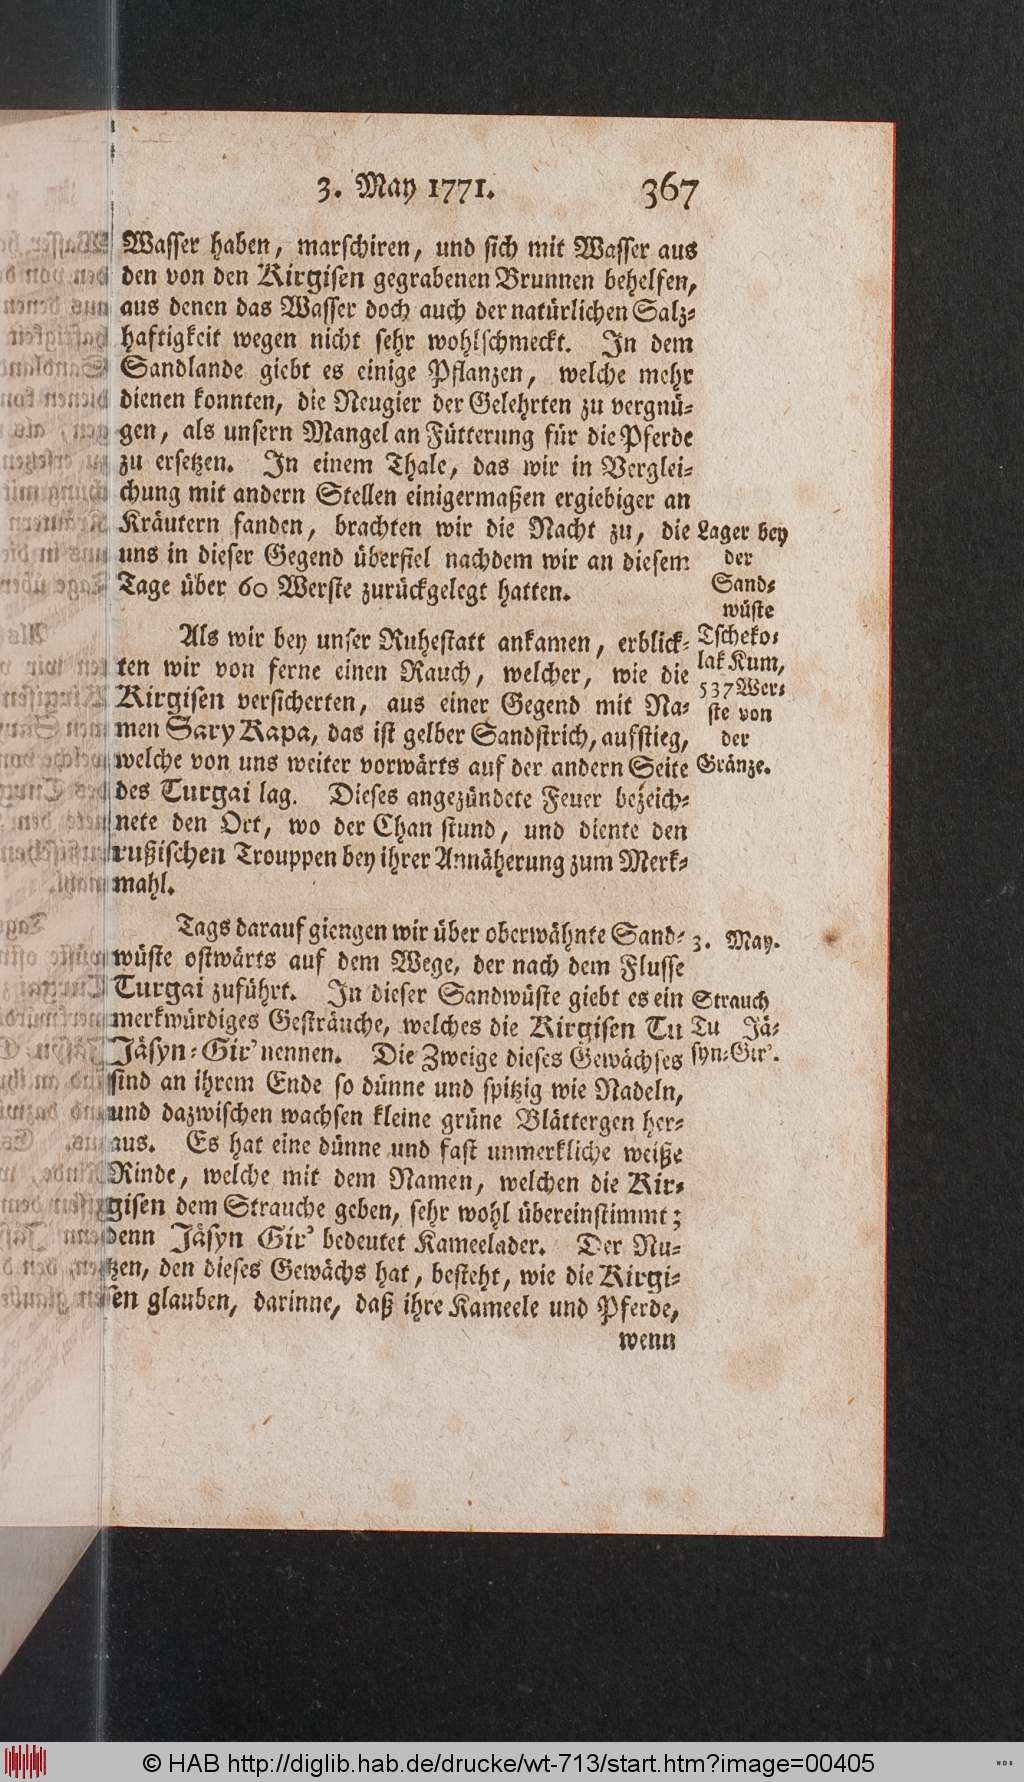 3. May 1771. 367
Wasser haben, marschiren, und sich mit Wasser aus
den von den Kirgisen gegrabenen Brunnen behelfen,
aus denen das Wasser doch auch der natürlichen Salz-
haftigkeit wegen nicht sehr wohlschmeckt. In dem
Sandlande giebt es einige Pflanzen, welche mehr
dienen konnten, die Neugier der Gelehrten zu vergnü-
gen, als unsern Mangel an Fütterung für die Pferde
zu ersetzen. In einem Thale, das wir in Verglei-
chung mit andern Stellen einigermaßen ergiebiger an
Kräutern fanden, brachten wir die Nacht zu, die
uns in dieser Gegend überfiel nachdem wir an diesem
Tage über 60 Werste zurückgelegt hatten.
Lager bey
der
Sand-
wüste
Tscheko-
lak Kum,
537 Wer-
ste von
der
Gränze.
Als wir bey unser Ruhestatt ankamen, erblick-
ten wir von ferne einen Rauch, welcher, wie die
Kirgisen versicherten, aus einer Gegend mit Na-
men Sary Kapa, das ist gelber Sandstrich, aufstieg,
welche von uns weiter vorwärts auf der andern Seite
des Turgai lag. Dieses angezündete Feuer bezeich-
nete den Ort, wo der Chan stund, und diente den
rußischen Trouppen bey ihrer Annäherung zum Merk-
mahl.
Tags darauf giengen wir über oberwähnte Sand-
wüste ostwärts auf dem Wege, der nach dem Flusse
Turgai zuführt. In dieser Sandwüste giebt es ein
merkwürdiges Gesträuche, welches die Kirgisen Tu
Jäsyn-Gir' nennen. Die Zweige dieses Gewächses
sind an ihrem Ende so dünne und spitzig wie Nadeln,
und dazwischen wachsen kleine grüne Blättergen her-
aus. Es hat eine dünne und fast unmerkliche weiße
Rinde, welche mit dem Namen, welchen die Kir-
gisen dem Strauche geben, sehr wohl übereinstimmt;
denn Jäsyn Gir' bedeutet Kameelader. Der Nu-
tzen, den dieses Gewächs hat, besteht, wie die Kirgi-
sen glauben, darinne, daß ihre Kameele und Pferde,
wenn
3. May.
Strauch
Tu Jä-
syn-Gir'.
© HAB http://diglib.hab.de/drucke/wt-713/start.htm?image=00405